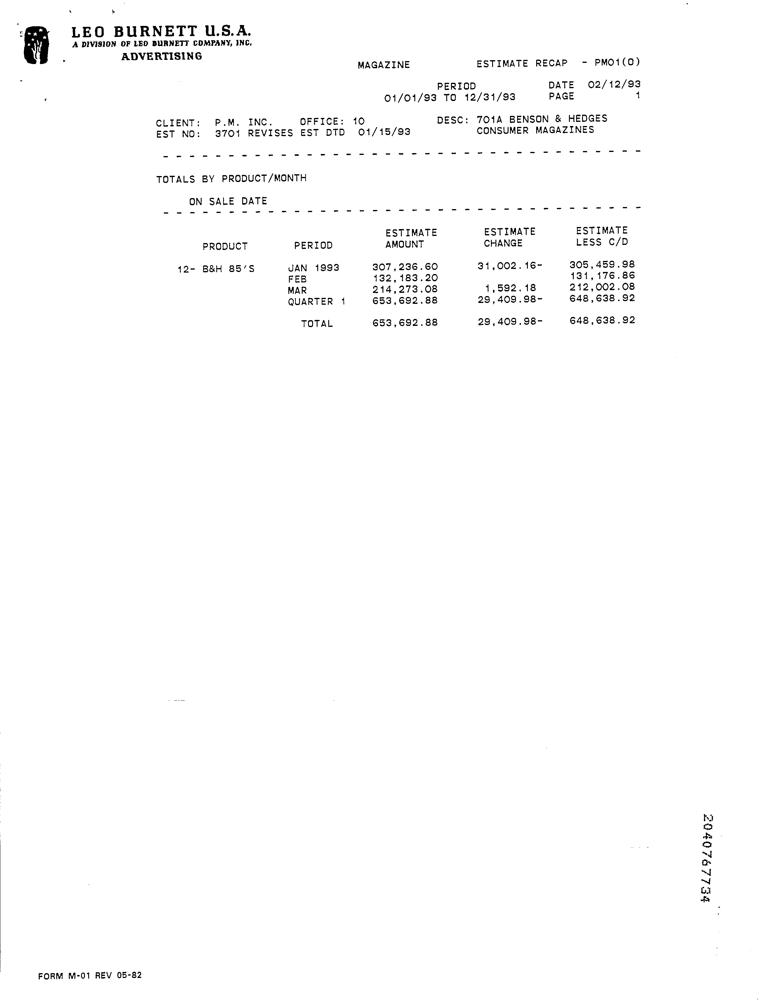 LEO BURNETT U.S.A.
A DIVISION OF LEO BURNETT COMPANY, INC.
ADVERTISING
MAGAZINE ESTIMATE RECAP - PM01(0)
PERIOD DATE 02/12/93
01/01/93 TO 12/31/93 PAGE 1
CLIENT: P.M. INC. OFFICE: 10 DESC: 701A BENSON & HEDGES
EST NO: 3701 REVISES EST DTD 01/15/93 CONSUMER MAGAZINES
TOTALS BY PRODUCT/MONTH
ON SALE DATE
ESTIMATE ESTIMATE ESTIMATE
PRODUCT PERIOD AMOUNT CHANGE LESS C/D
12- B&H 85'S JAN 1993 307,236.60 31,002.16- 305,459.98
FEB 132,183.20 131,176.86
MAR 214,273.08 1,592.18 212,002.08
QUARTER 1 653,692.88 29,409.98- 648,638.92
TOTAL 653,692.88 29,409.98- 648,638.92
2040767734
FORM M-01 REV 05-82